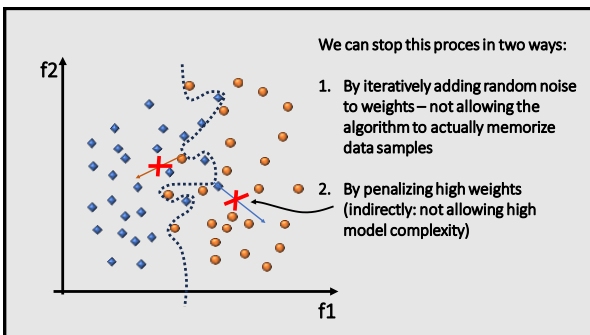 We can stop this proces in two ways:
f2
1. By iteratively adding random noise
to weights – not allowing the
algorithm to actually memorize
data samples
2. By penalizing high weights
(indirectly: not allowing high
model complexity)
f1